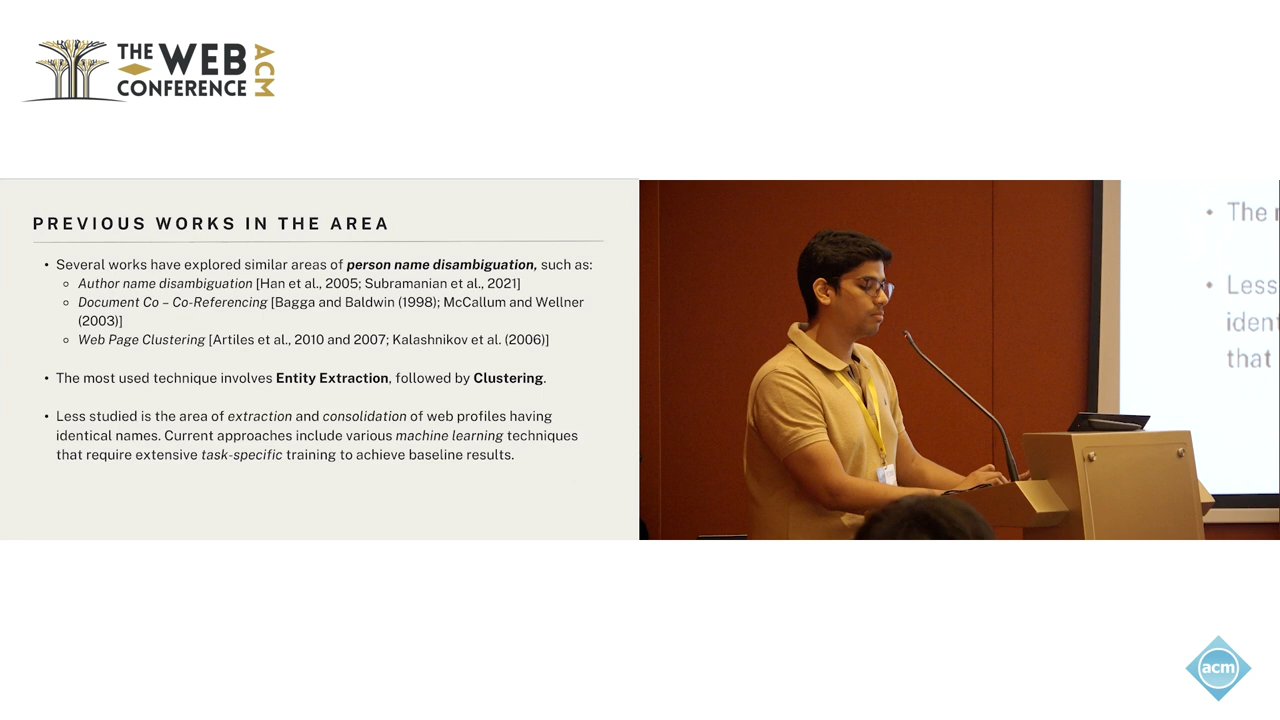 THE WEB
CONFERENCE
ACM
PREVIOUS WORKS IN THE AREA
• Several works have explored similar areas of person name disambiguation, such as:
Author name disambiguation [Han et al., 2005; Subramanian et al., 2021]
Document Co – Co-Referencing [Bagga and Baldwin (1998); McCallum and Wellner
(2003)]
Web Page Clustering [Artiles et al., 2010 and 2007; Kalashnikov et al. (2006)]
• The most used technique involves Entity Extraction, followed by Clustering.
• Less studied is the area of extraction and consolidation of web profiles having
identical names. Current approaches include various machine learning techniques
that require extensive task-specific training to achieve baseline results.
• The
• Less
iden
that
acm